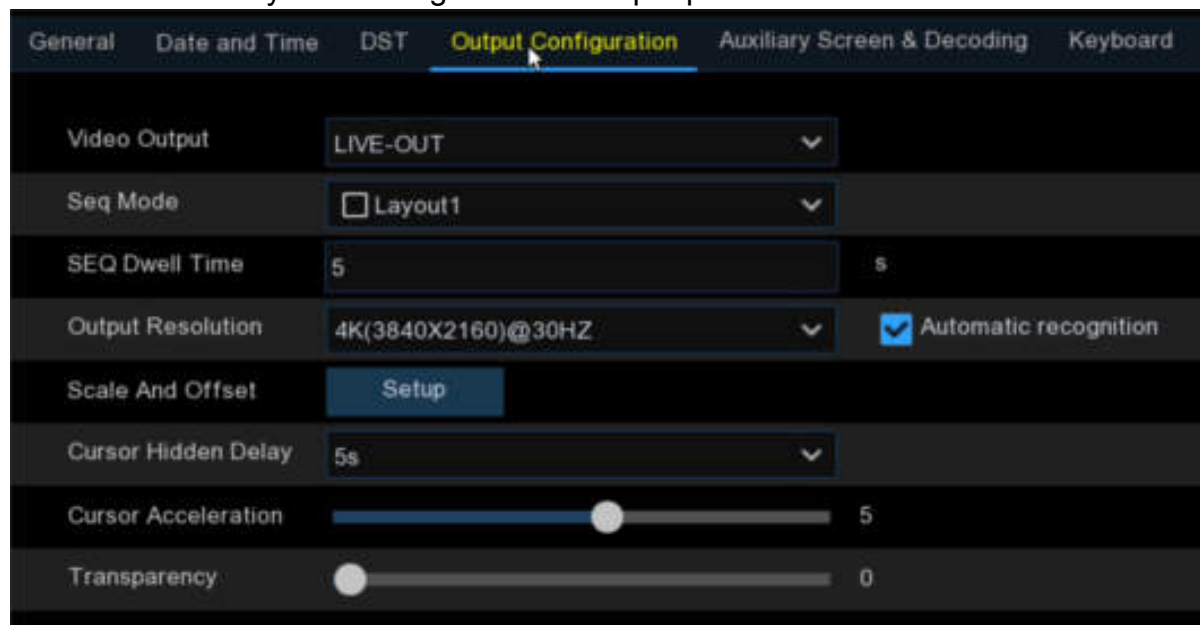 General Date and Time DST Output Configuration Auxiliary Screen & Decoding Keyboard
Video Output LIVE-OUT
Seq Mode Layout1
SEQ Dwell Time 5 s
Output Resolution 4K(3840X2160)@30HZ Automatic recognition
Scale And Offset Setup
Cursor Hidden Delay 5s
Cursor Acceleration 5
Transparency 0